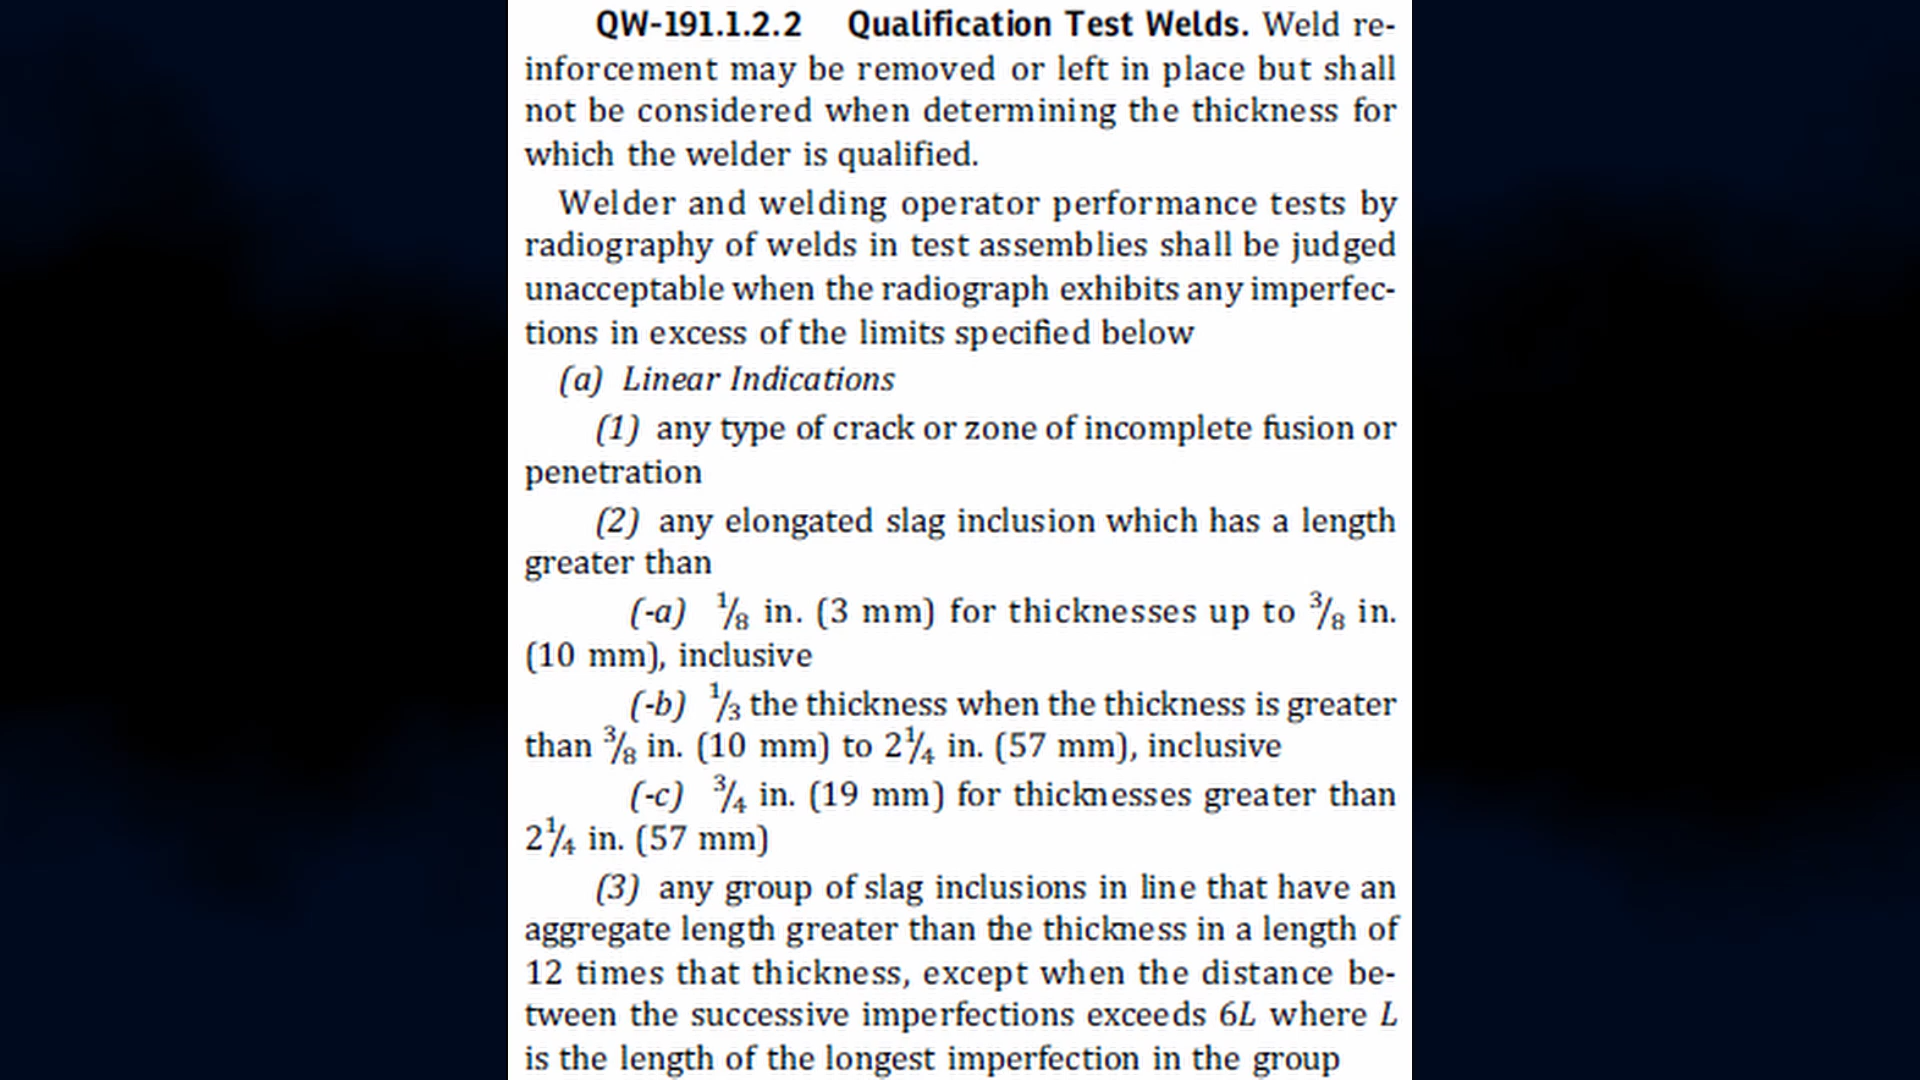 QW-191.1.2.2 Qualification Test Welds. Weld re-
inforcement may be removed or left in place but shall
not be considered when determining the thickness for
which the welder is qualified.
Welder and welding operator performance tests by
radiography of welds in test assemblies shall be judged
unacceptable when the radiograph exhibits any imperfec-
tions in excess of the limits specified below
(a) Linear Indications
(1) any type of crack or zone of incomplete fusion or
penetration
(2) any elongated slag inclusion which has a length
greater than
(-a) 1/8 in. (3 mm) for thicknesses up to 3/8 in.
(10 mm), inclusive
(-b) 1/3 the thickness when the thickness is greater
than 3/8 in. (10 mm) to 2 1/4 in. (57 mm), inclusive
(-c) 3/4 in. (19 mm) for thicknesses greater than
2 1/4 in. (57 mm)
(3) any group of slag inclusions in line that have an
aggregate length greater than the thickness in a length of
12 times that thickness, except when the distance be-
tween the successive imperfections exceeds 6L where L
is the length of the longest imperfection in the group